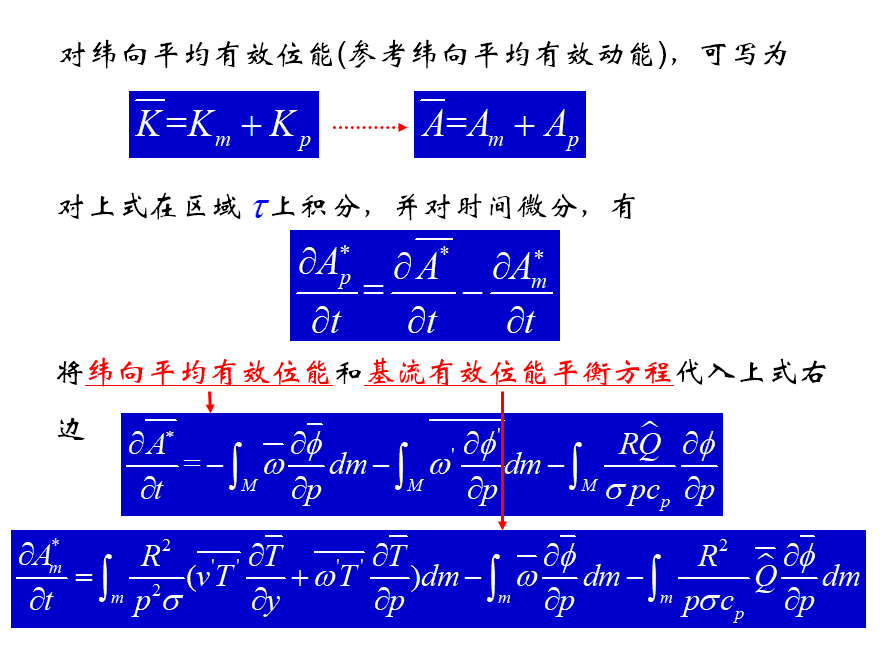 对纬向平均有效位能(参考纬向平均有效动能)，可写为
\overline{K}=K_m+K_p ⋯→ \overline{A}=A_m+A_p
对上式在区域 τ 上积分，并对时间微分，有
\frac{\partial A_p^*}{\partial t}=\frac{\partial \overline{A}^*}{\partial t}-\frac{\partial A_m^*}{\partial t}
将纬向平均有效位能和基流有效位能平衡方程代入上式右
边
\frac{\partial \overline{A^*}}{\partial t}=-\int_M \overline{\omega}\frac{\partial \overline{\phi}}{\partial p}dm-\int_M \overline{\omega'\frac{\partial \phi'}{\partial p}}dm-\int_M \frac{R\widehat{Q}}{\sigma pc_p}\frac{\partial \phi}{\partial p}
\frac{\partial A_m^*}{\partial t}=\int_m \frac{R^2}{p^2\sigma}(\overline{v'T'}\frac{\partial \overline{T}}{\partial y}+\overline{\omega'T'}\frac{\partial \overline{T}}{\partial p})dm-\int_m \overline{\omega}\frac{\partial \overline{\phi}}{\partial p}dm-\int_m \frac{R^2}{p\sigma c_p}\overline{\widehat{Q}}\frac{\partial \overline{\phi}}{\partial p}dm